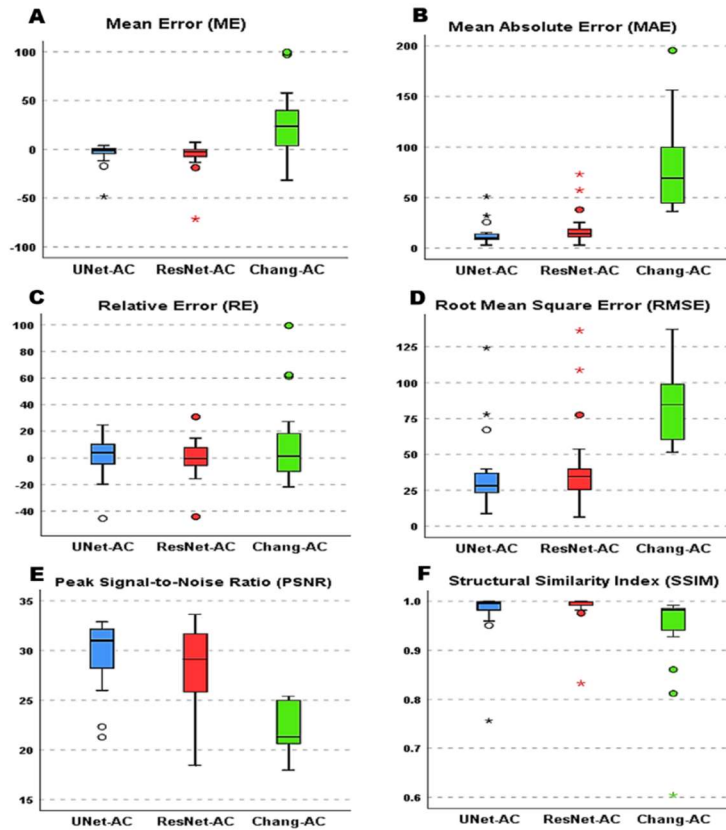 A
Mean Error (ME)
100
50
0
-50
-100
UNet-AC ResNet-AC Chang-AC
B
Mean Absolute Error (MAE)
200
150
100
50
0
UNet-AC ResNet-AC Chang-AC
C
Relative Error (RE)
100
80
60
40
20
0
-20
-40
UNet-AC ResNet-AC Chang-AC
D
Root Mean Square Error (RMSE)
125
100
75
50
25
0
UNet-AC ResNet-AC Chang-AC
E
Peak Signal-to-Noise Ratio (PSNR)
35
30
25
20
15
UNet-AC ResNet-AC Chang-AC
F
Structural Similarity Index (SSIM)
1.0
0.9
0.8
0.7
0.6
UNet-AC ResNet-AC Chang-AC